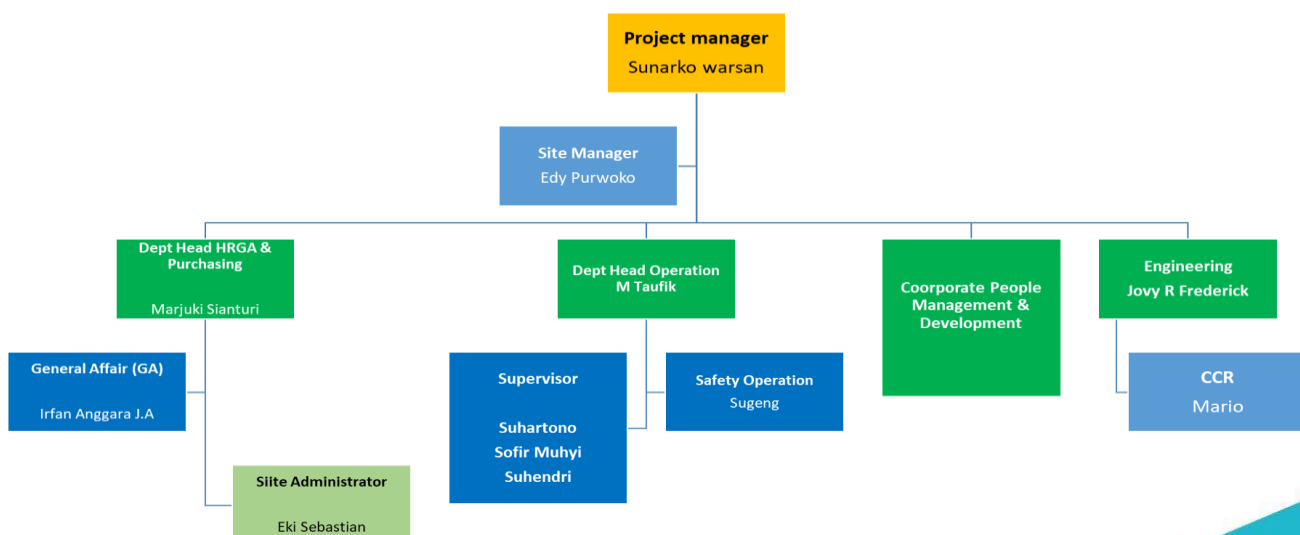 Project manager
Sunarko warsan
Site Manager
Edy Purwoko
Dept Head HRGA &
Purchasing
Marjuki Sianturi
Dept Head Operation
M Taufik
Coorporate People
Management &
Development
Engineering
Jovy R Frederick
General Affair (GA)
Irfan Anggara J.A
Supervisor
Suhartono
Sofir Muhyi
Suhendri
Safety Operation
Sugeng
CCR
Mario
Siite Administrator
Eki Sebastian